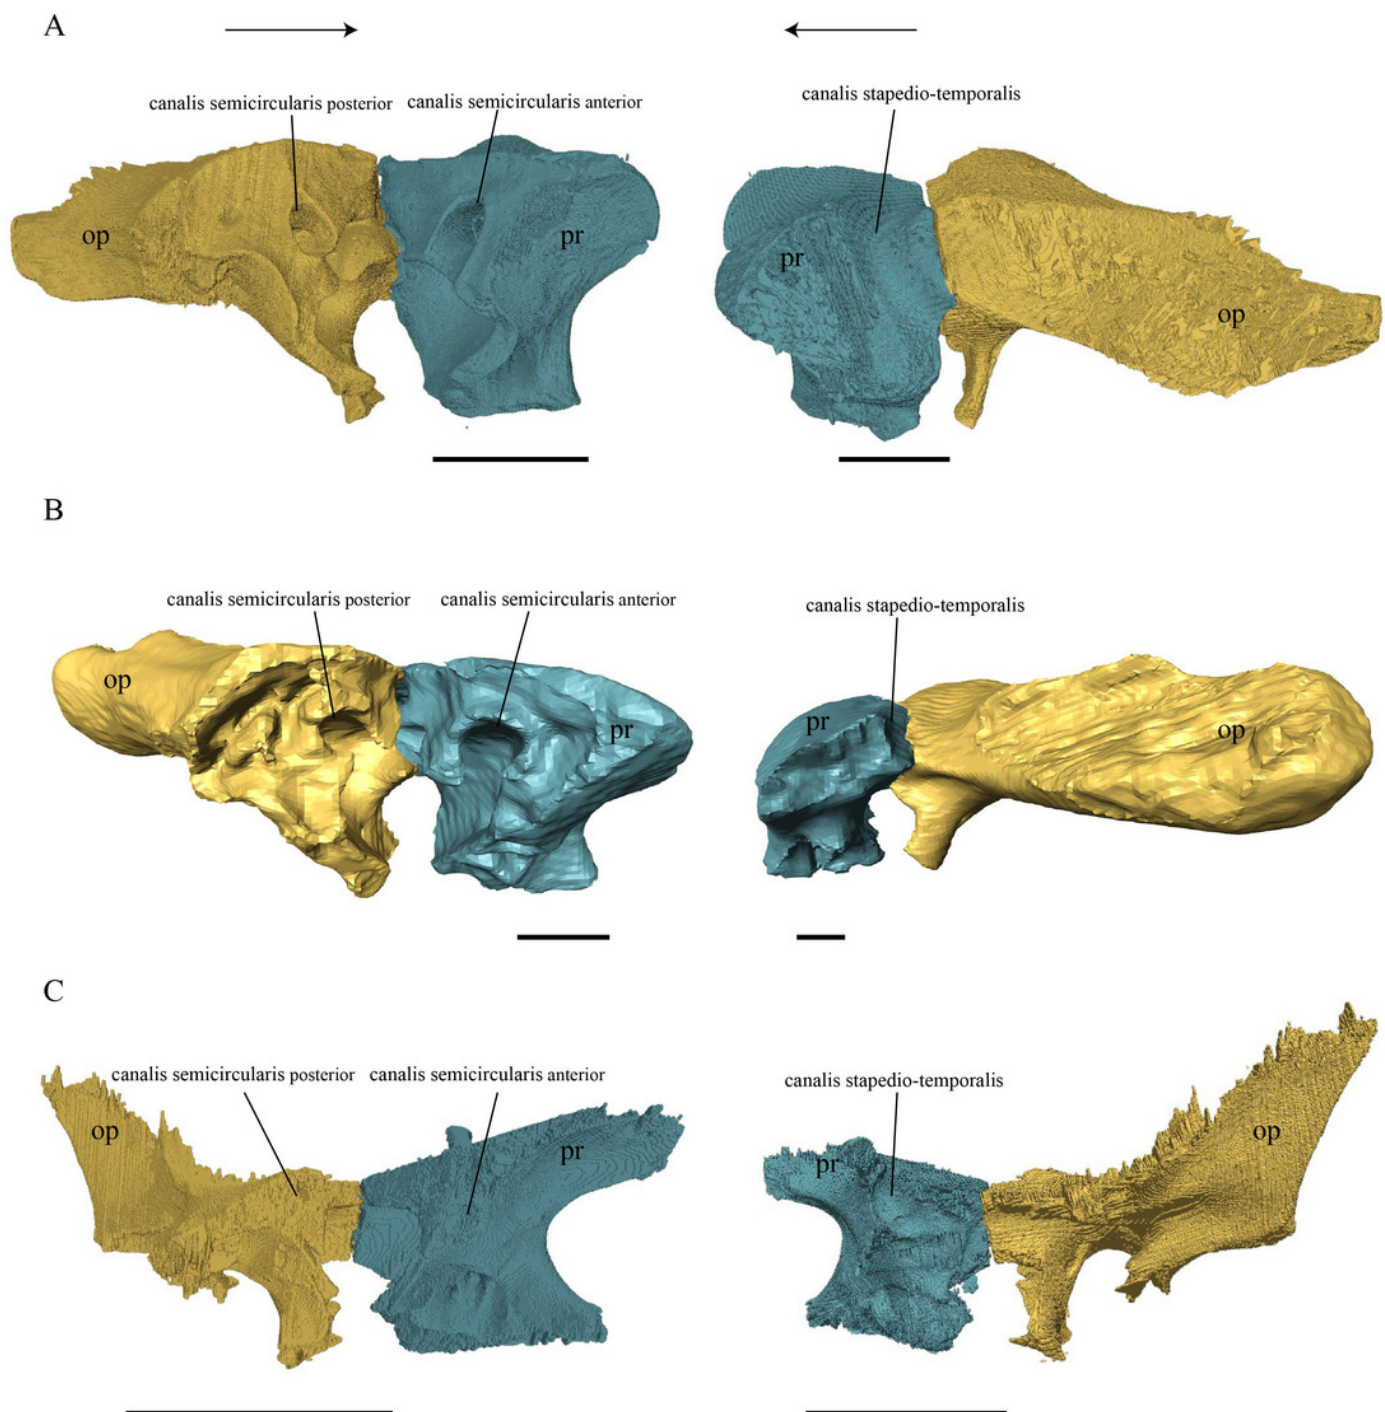 A
canalis semicircularis posterior
canalis semicircularis anterior
canalis stapedio-temporalis
op
pr
pr
op
B
canalis semicircularis posterior
canalis semicircularis anterior
canalis stapedio-temporalis
op
pr
pr
op
C
canalis semicircularis posterior
canalis semicircularis anterior
canalis stapedio-temporalis
op
pr
pr
op